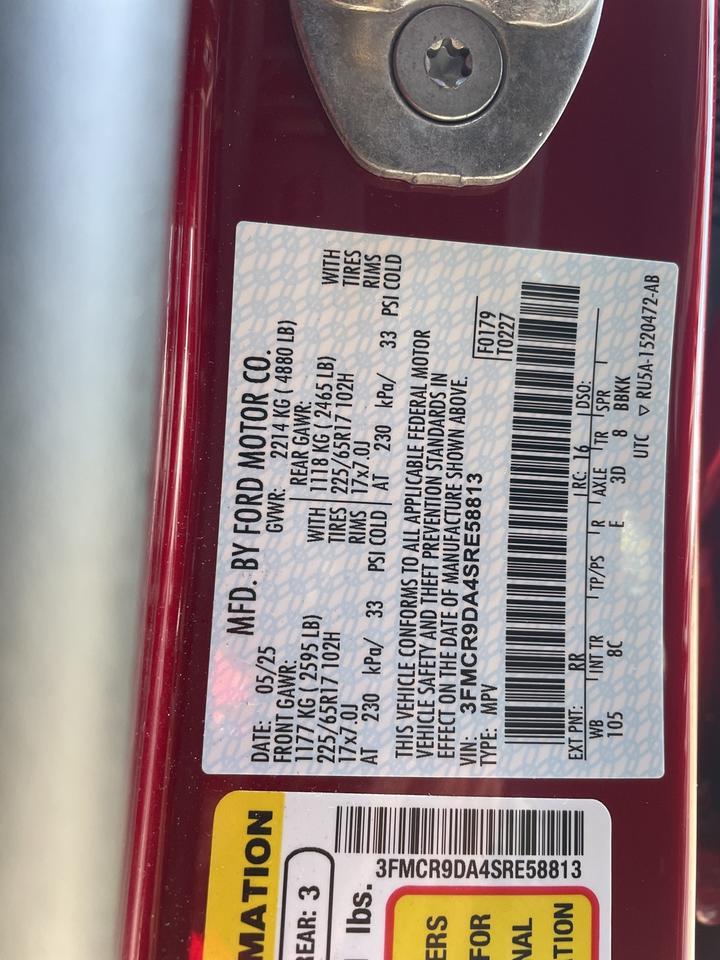 MFD. BY FORD MOTOR CO.
DATE: 05/25 GVWR: 2214 KG ( 4880 LB)
FRONT GAWR: REAR GAWR:
1177 KG ( 2595 LB) WITH 1118 KG ( 2465 LB) WITH
225/65R17 102H TIRES 225/65R17 102H TIRES
17x7.0J RIMS 17x7.0J RIMS
AT 230 kPa/ 33 PSI COLD AT 230 kPa/ 33 PSI COLD
THIS VEHICLE CONFORMS TO ALL APPLICABLE FEDERAL MOTOR
VEHICLE SAFETY AND THEFT PREVENTION STANDARDS IN
EFFECT ON THE DATE OF MANUFACTURE SHOWN ABOVE.
VIN: 3FMCR9DA4SRE58813
TYPE: MPV
F0179
T0227
EXT PNT: RR RC: 16 DSO:
WB INT TR TP/PS R AXLE TR SPR
105 8C E 3D 8 BBKK
UTC ▽ RU5A-1520472-AB
MATION
REAR: 3
lbs.
3FMCR9DA4SRE58813
ERS
FOR
NAL
TION